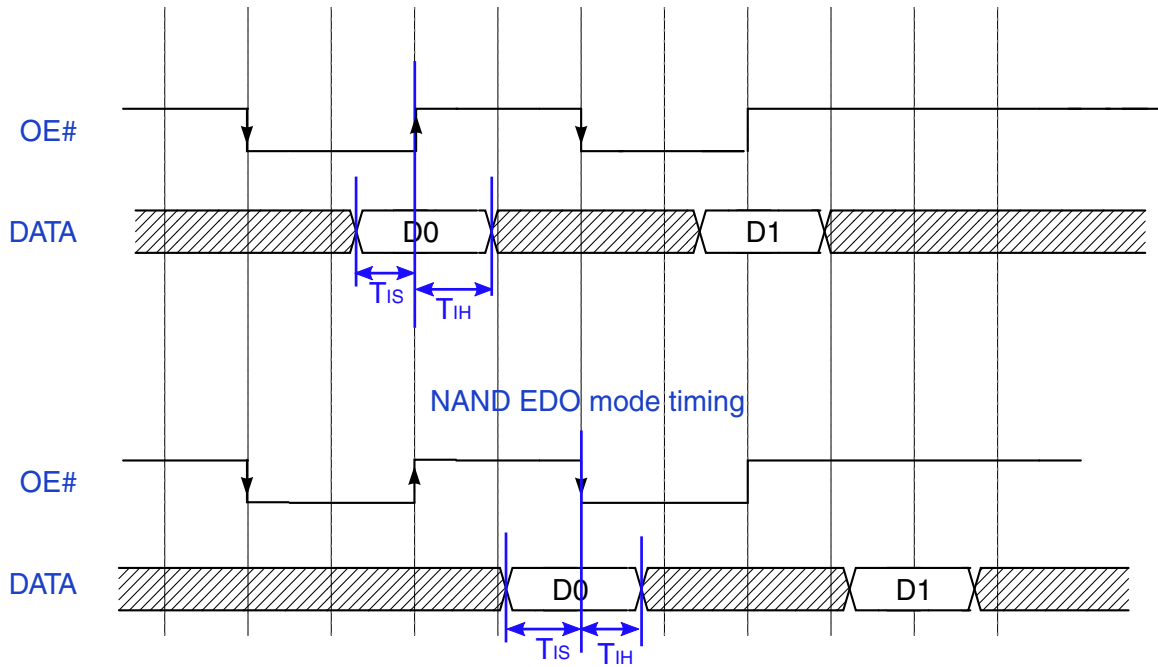 OE#
DATA
D0
D1
TIS
TIH
NAND EDO mode timing
OE#
DATA
D0
D1
TIS
TIH